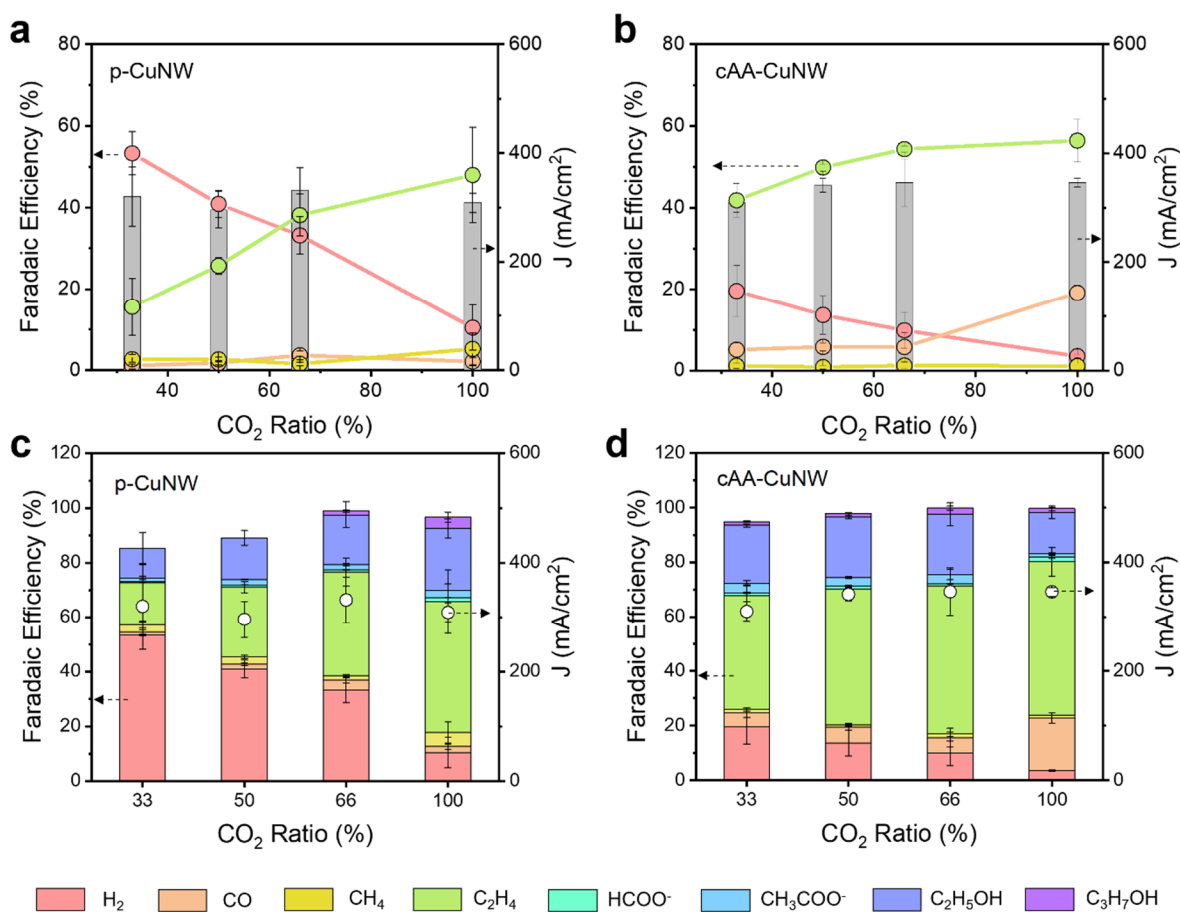 a
p-CuNW
Faradaic Efficiency (%)
80
60
40
20
0
600
400
200
0
J (mA/cm²)
40
60
80
100
CO₂ Ratio (%)
b
cAA-CuNW
Faradaic Efficiency (%)
80
60
40
20
0
600
400
200
0
J (mA/cm²)
40
60
80
100
CO₂ Ratio (%)
c
p-CuNW
Faradaic Efficiency (%)
120
100
80
60
40
20
0
600
400
200
0
J (mA/cm²)
33
50
66
100
CO₂ Ratio (%)
d
cAA-CuNW
Faradaic Efficiency (%)
120
100
80
60
40
20
0
600
400
200
0
J (mA/cm²)
33
50
66
100
CO₂ Ratio (%)
H₂
CO
CH₄
C₂H₄
HCOO⁻
CH₃COO⁻
C₂H₅OH
C₃H₇OH